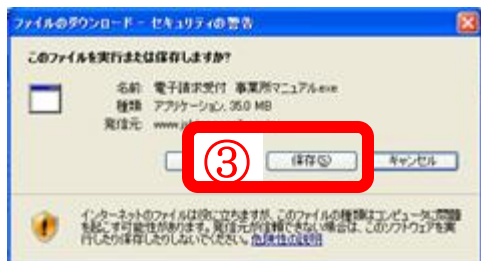 ファイルのダウンロード - セキュリティの警告
このファイルを実行または保存しますか?
名前: 電子請求受付 事業所マニュアル.exe
種類: アプリケーション, 35.0 MB
発信元: www
③
保存(S)
キャンセル
インターネットのファイルは役に立ちますが、このファイルの種類はコンピュータに問題
を起こす可能性があります。発信元が信頼できない場合は、このソフトウェアを実
行したり保存したりしないでください。危険性の説明